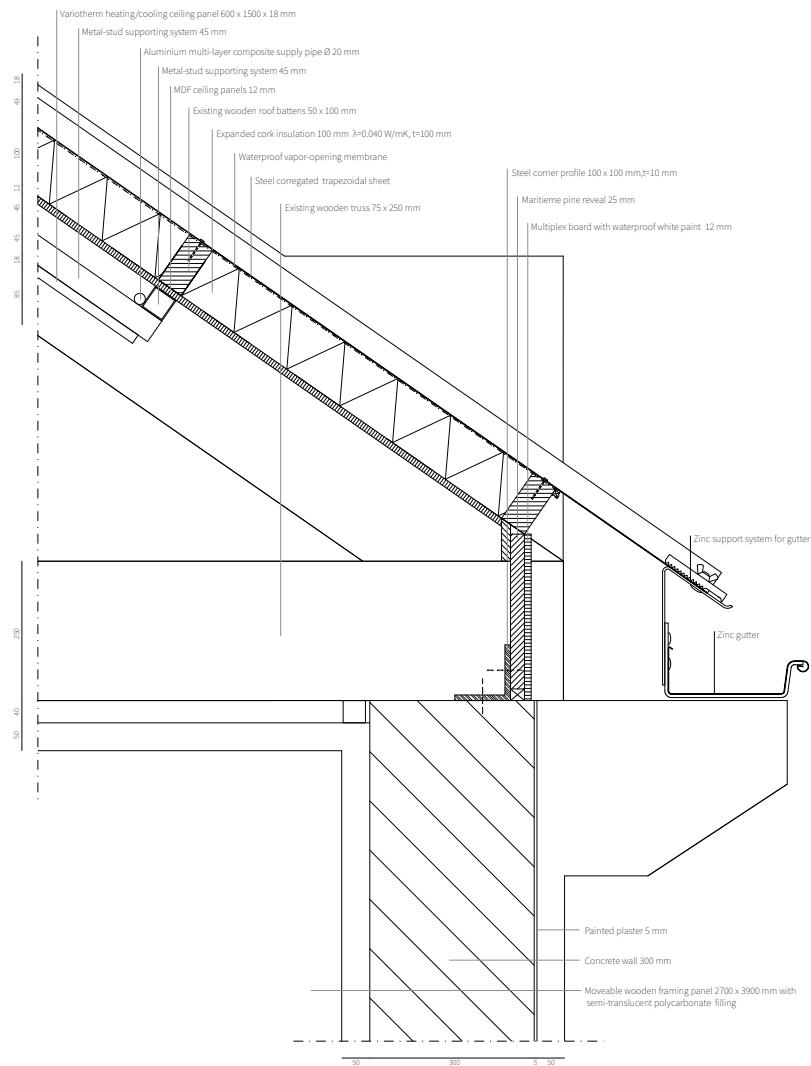 Variotherm heating/cooling ceiling panel 600 x 1500 x 18 mm
Metal-stud supporting system 45 mm
Aluminium multi-layer composite supply pipe Ø 20 mm
Metal-stud supporting system 45 mm
MDF ceiling panels 12 mm
Existing wooden roof battens 50 x 100 mm
Expanded cork insulation 100 mm λ=0.040 W/mK, t=100 mm
Waterproof vapor-opening membrane
Steel corregated trapezoidal sheet
Existing wooden truss 75 x 250 mm
Steel corner profile 100 x 100 mm,t=10 mm
Maritieme pine reveal 25 mm
Multiplex board with waterproof white paint 12 mm
18
43
100
12
45
45
18
85
Zinc support system for gutter
Zinc gutter
250
40
50
Painted plaster 5 mm
Concrete wall 300 mm
Moveable wooden framing panel 2700 x 3900 mm with
semi-translucent polycarbonate filling
50
300
5
50